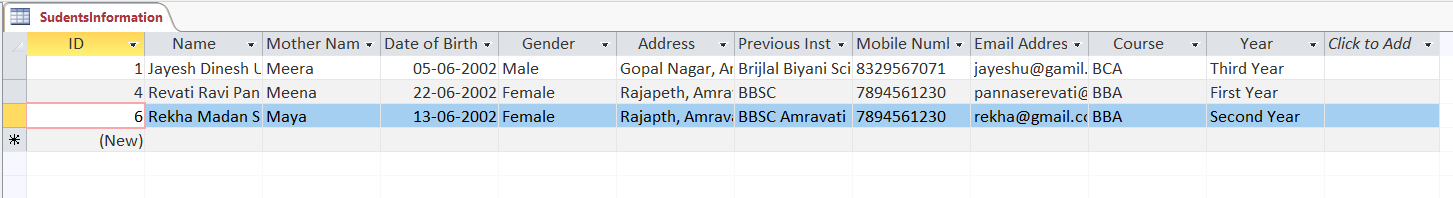 SudentsInformation
ID Name Mother Nam Date of Birth Gender Address Previous Inst Mobile Numl Email Addres Course Year Click to Add
1 Jayesh Dinesh U Meera 05-06-2002 Male Gopal Nagar, Ar Brijlal Biyani Sci 8329567071 jayeshu@gamil. BCA Third Year
4 Revati Ravi Pan Meena 22-06-2002 Female Rajapeth, Amra BBSC 7894561230 pannaserevati@ BBA First Year
6 Rekha Madan S Maya 13-06-2002 Female Rajapth, Amrava BBSC Amravati 7894561230 rekha@gmail.co BBA Second Year
(New)